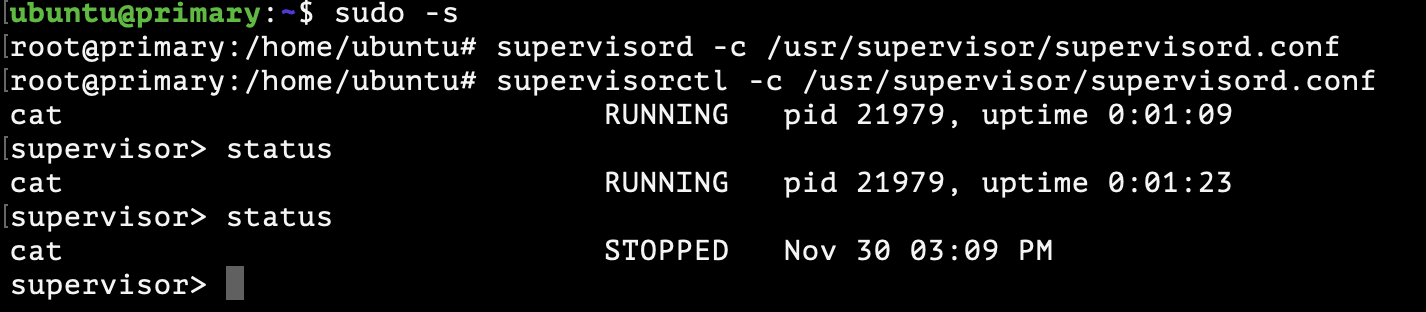 ubuntu@primary:~$ sudo -s
root@primary:/home/ubuntu# supervisord -c /usr/supervisor/supervisord.conf
root@primary:/home/ubuntu# supervisorctl -c /usr/supervisor/supervisord.conf
cat RUNNING pid 21979, uptime 0:01:09
supervisor> status
cat RUNNING pid 21979, uptime 0:01:23
supervisor> status
cat STOPPED Nov 30 03:09 PM
supervisor>